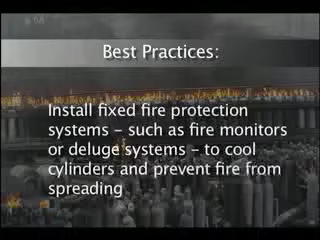 Best Practices:
Install fixed fire protection
systems – such as fire monitors
or deluge systems – to cool
cylinders and prevent fire from
spreading